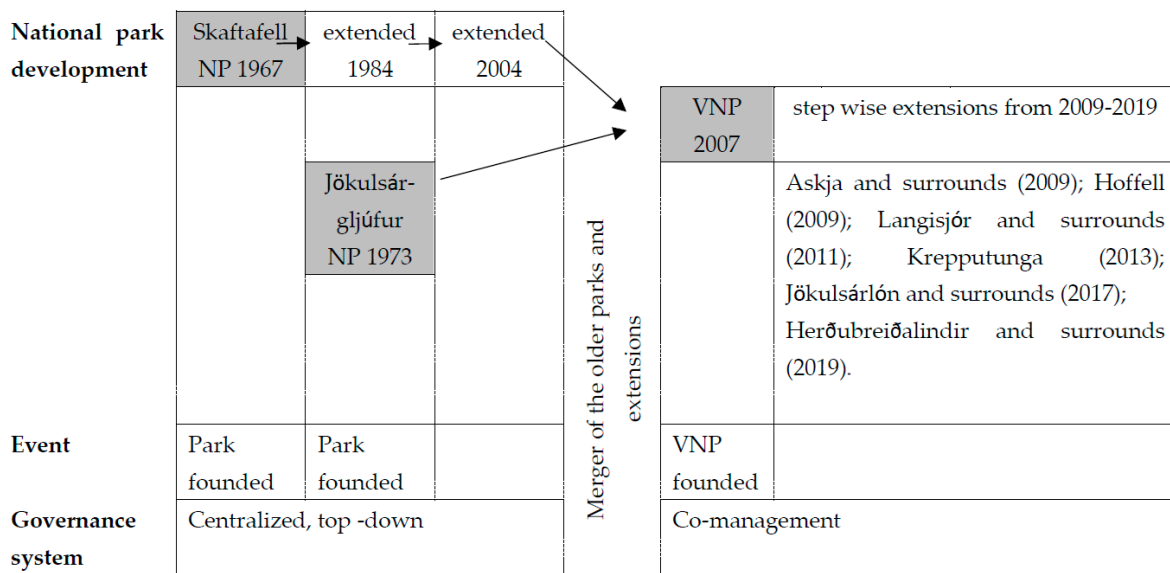 National park
development
Skaftafell
NP 1967
extended
1984
extended
2004
Jökulsár-
gljúfur
NP 1973
Merger of the older parks and
extensions
VNP
2007
step wise extensions from 2009-2019
Askja and surrounds (2009); Hoffell
(2009); Langisjór and surrounds
(2011); Krepputunga (2013);
Jökulsárlón and surrounds (2017);
Herðubreiðalindir and surrounds
(2019).
Event
Park
founded
Park
founded
VNP
founded
Governance
system
Centralized, top -down
Co-management